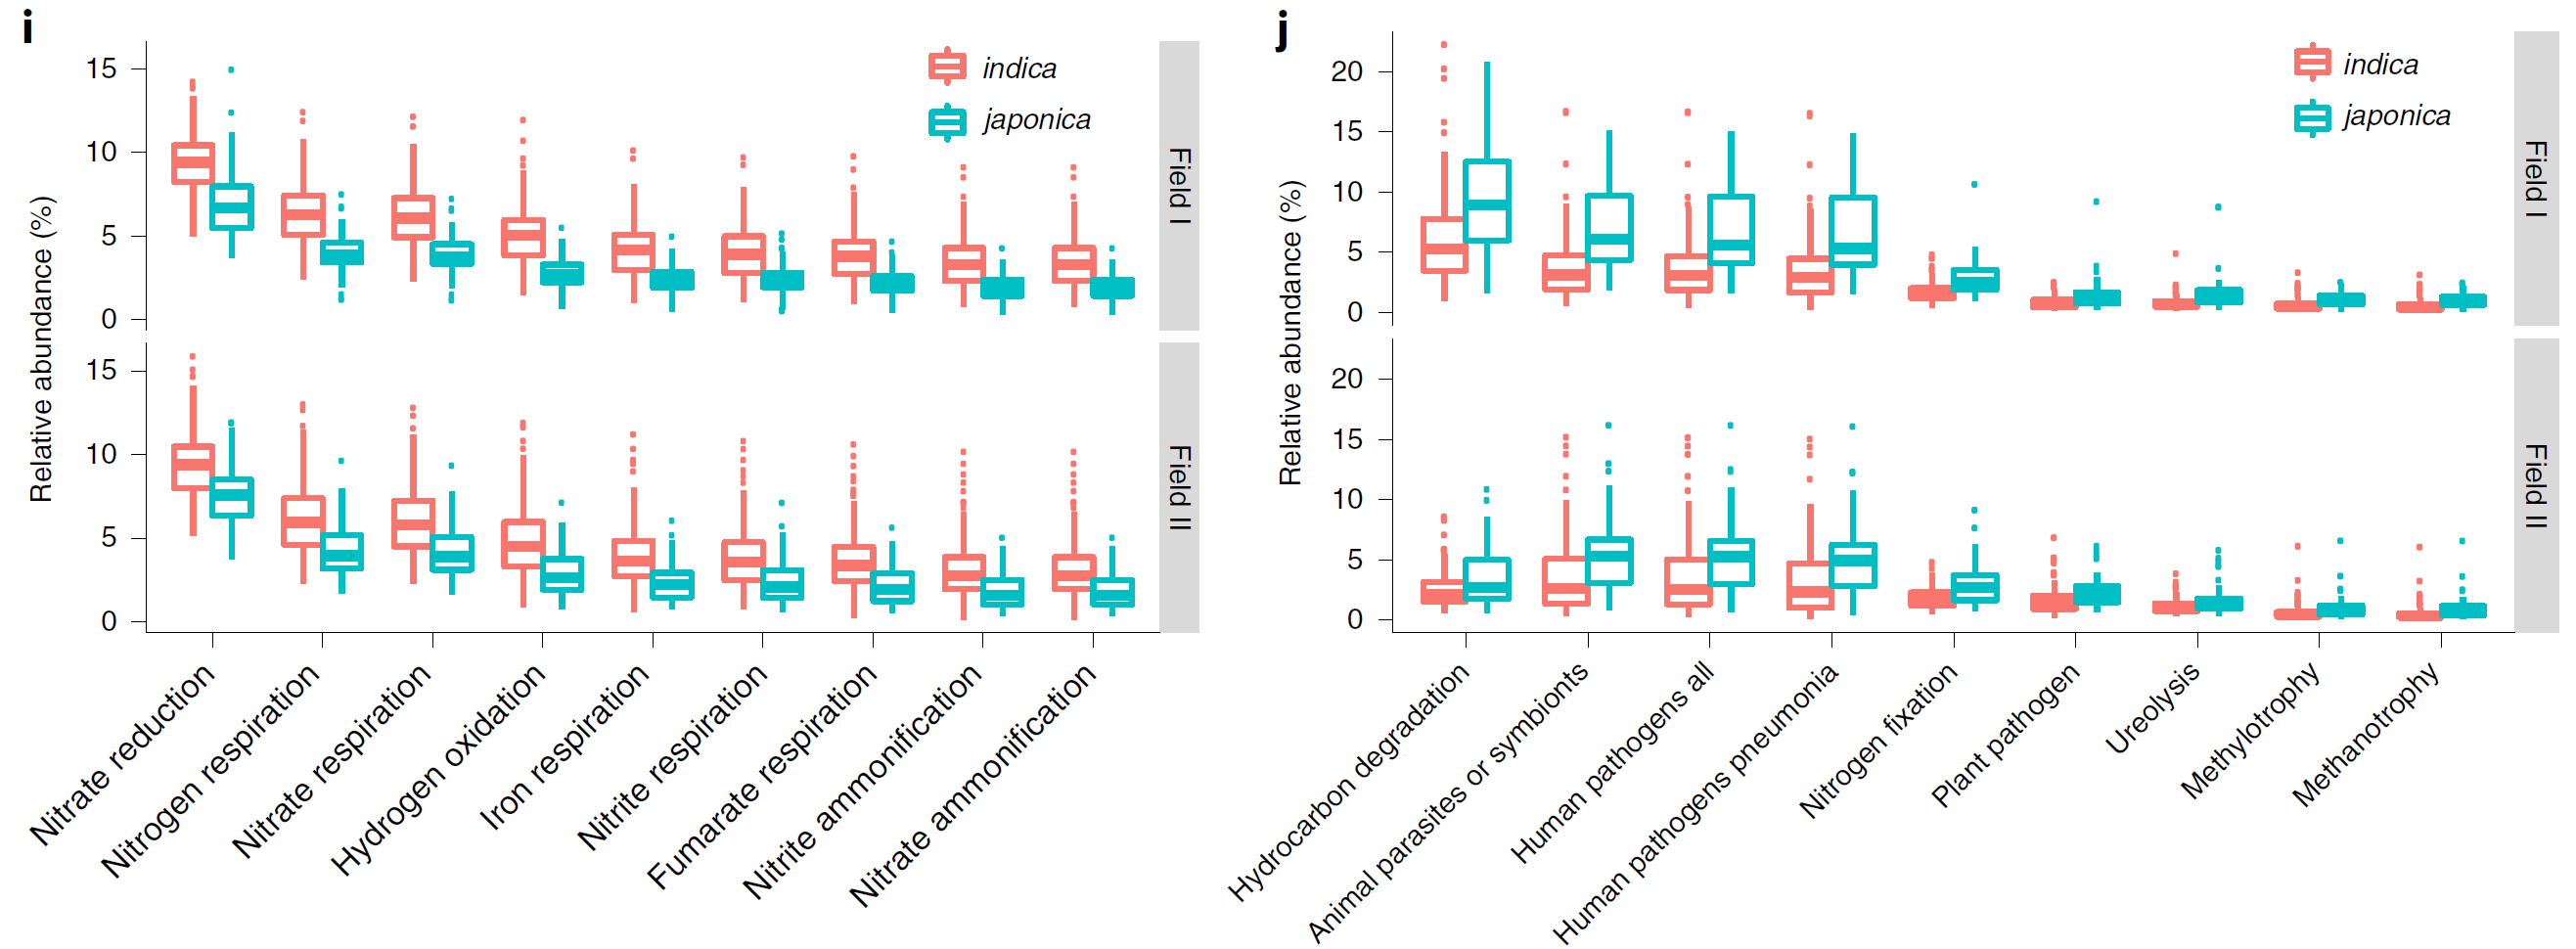 i
Relative abundance (%)
15
10
5
0
indica
japonica
Field I
15
10
5
0
Field II
Nitrate reduction
Nitrogen respiration
Nitrate respiration
Hydrogen oxidation
Iron respiration
Nitrite respiration
Fumarate respiration
Nitrite ammonification
Nitrate ammonification
j
Relative abundance (%)
20
15
10
5
0
indica
japonica
Field I
20
15
10
5
0
Field II
Hydrocarbon degradation
Animal parasites or symbionts
Human pathogens all
Human pathogens pneumonia
Nitrogen fixation
Plant pathogen
Ureolysis
Methylotrophy
Methanotrophy